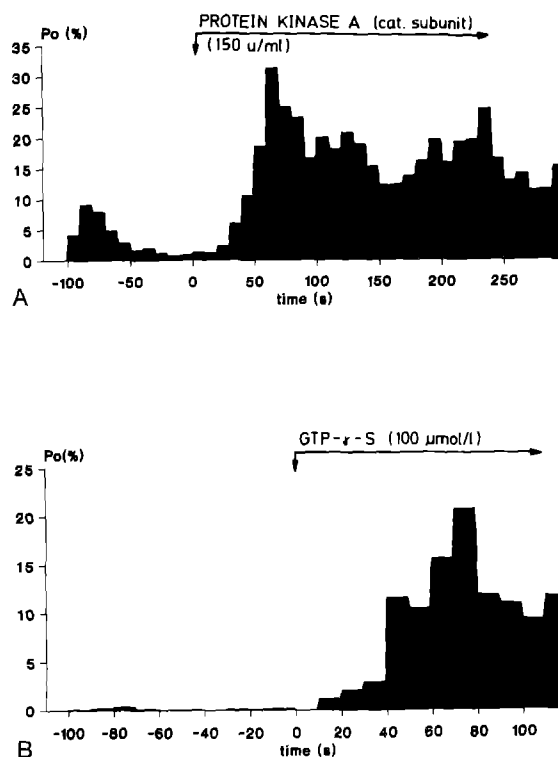 PROTEIN KINASE A (cat. subunit)
(150 u/ml)
Po (%)
35
30
25
20
15
10
5
0
-100 -50 0 50 100 150 200 250
time (s)
A
GTP-γ-S (100 µmol/l)
Po(%)
25
20
15
10
5
0
-100 -80 -60 -40 -20 0 20 40 60 80 100
time (s)
B